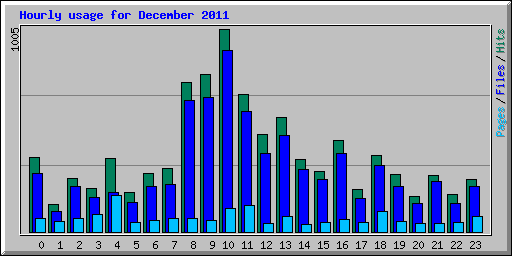 Hourly usage for December 2011
1005
Pages / Files / Hits
0 1 2 3 4 5 6 7 8 9 10 11 12 13 14 15 16 17 18 19 20 21 22 23